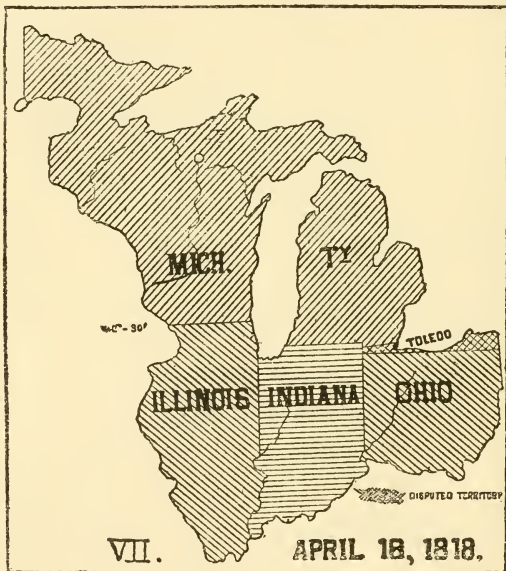 MICH.
TY
TOLEDO
ILLINOIS
INDIANA
OHIO
DISPUTED TERRITORY
VII.
APRIL 18, 1818.